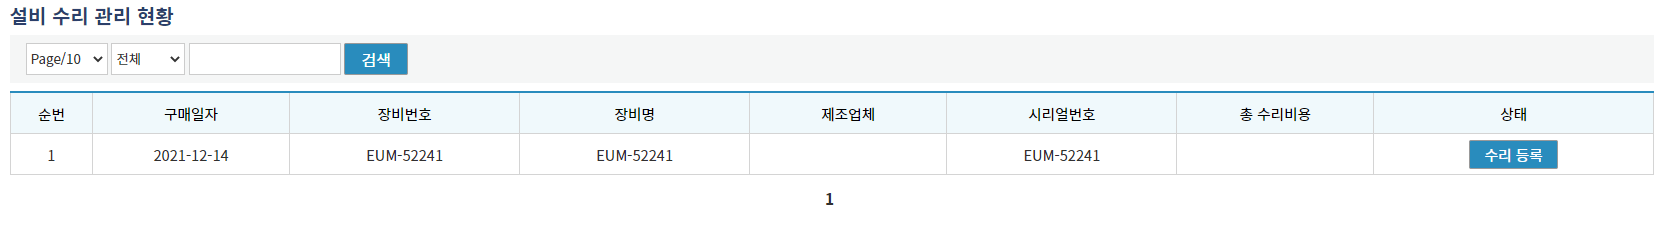 설비 수리 관리 현황
Page/10 전체 검색
순번 구매일자 장비번호 장비명 제조업체 시리얼번호 총 수리비용 상태
1 2021-12-14 EUM-52241 EUM-52241 EUM-52241 수리 등록
1